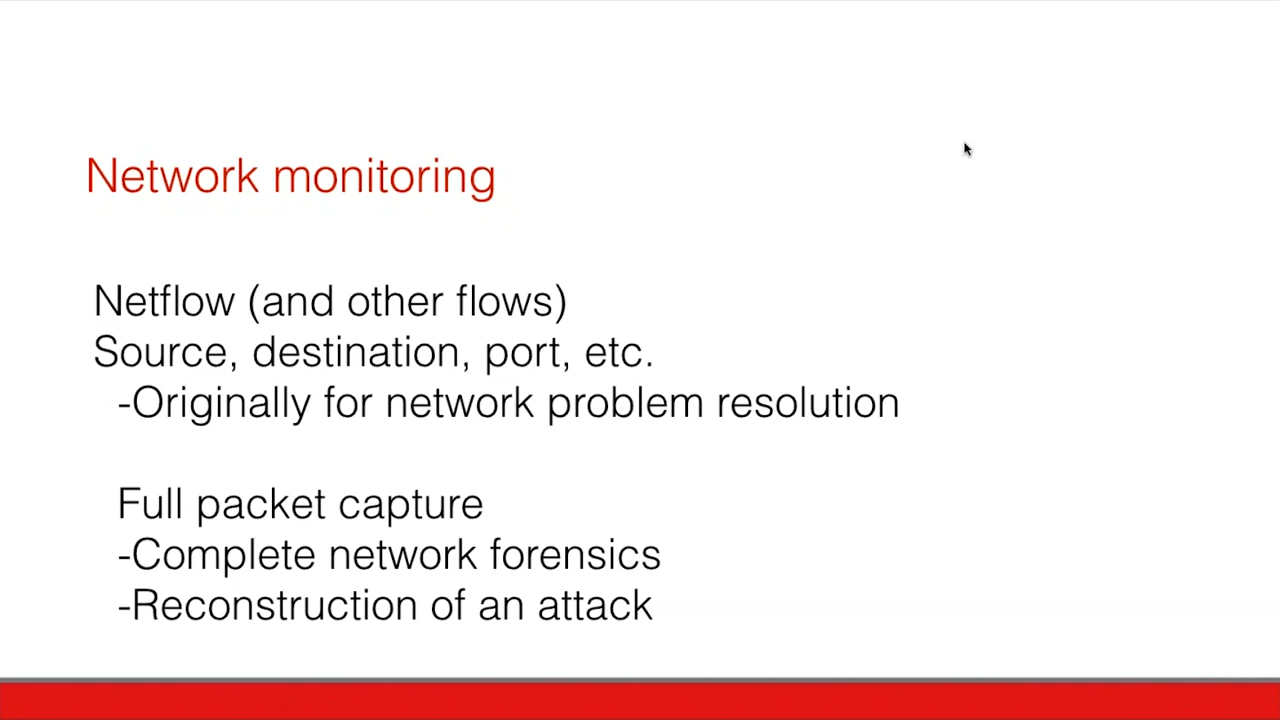 Network monitoring
Netflow (and other flows)
Source, destination, port, etc.
-Originally for network problem resolution
Full packet capture
-Complete network forensics
-Reconstruction of an attack